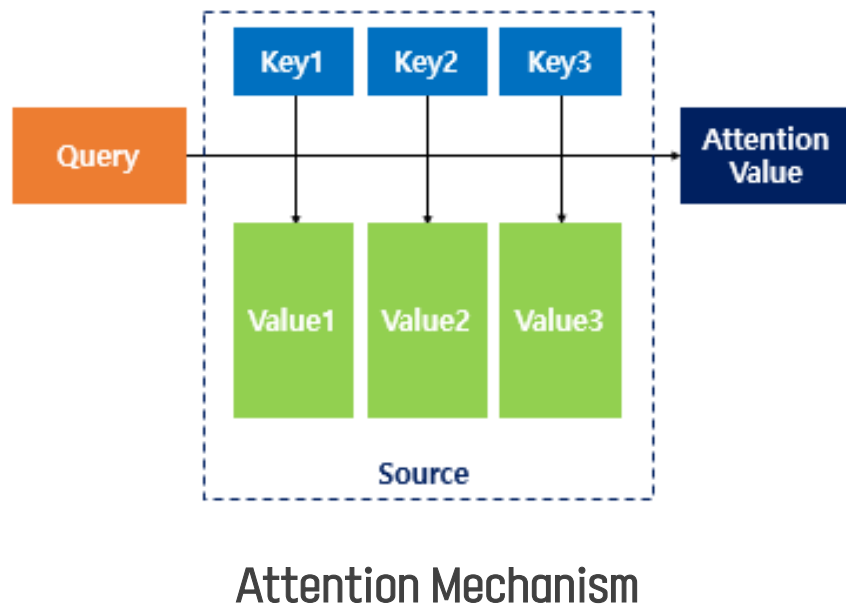 Key1
Key2
Key3
Query
Attention
Value
Value1
Value2
Value3
Source
Attention Mechanism